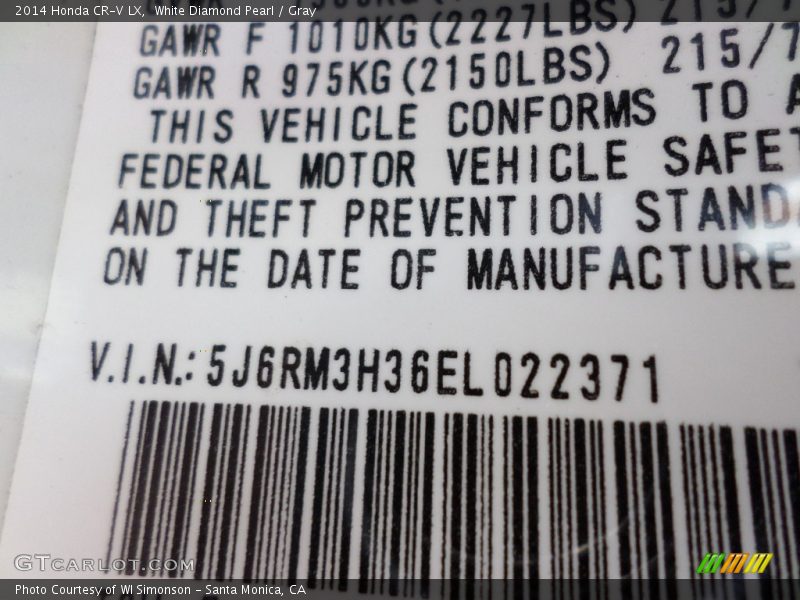 2014 Honda CR-V LX, White Diamond Pearl / Gray
GAWR F 1010KG(2227LBS) 215/7
GAWR R 975KG(2150LBS) 215/7
THIS VEHICLE CONFORMS TO A
FEDERAL MOTOR VEHICLE SAFET
AND THEFT PREVENTION STAND
ON THE DATE OF MANUFACTURE
V.I.N.: 5J6RM3H36EL022371
GTCARLOT.COM
Photo Courtesy of WI Simonson - Santa Monica, CA